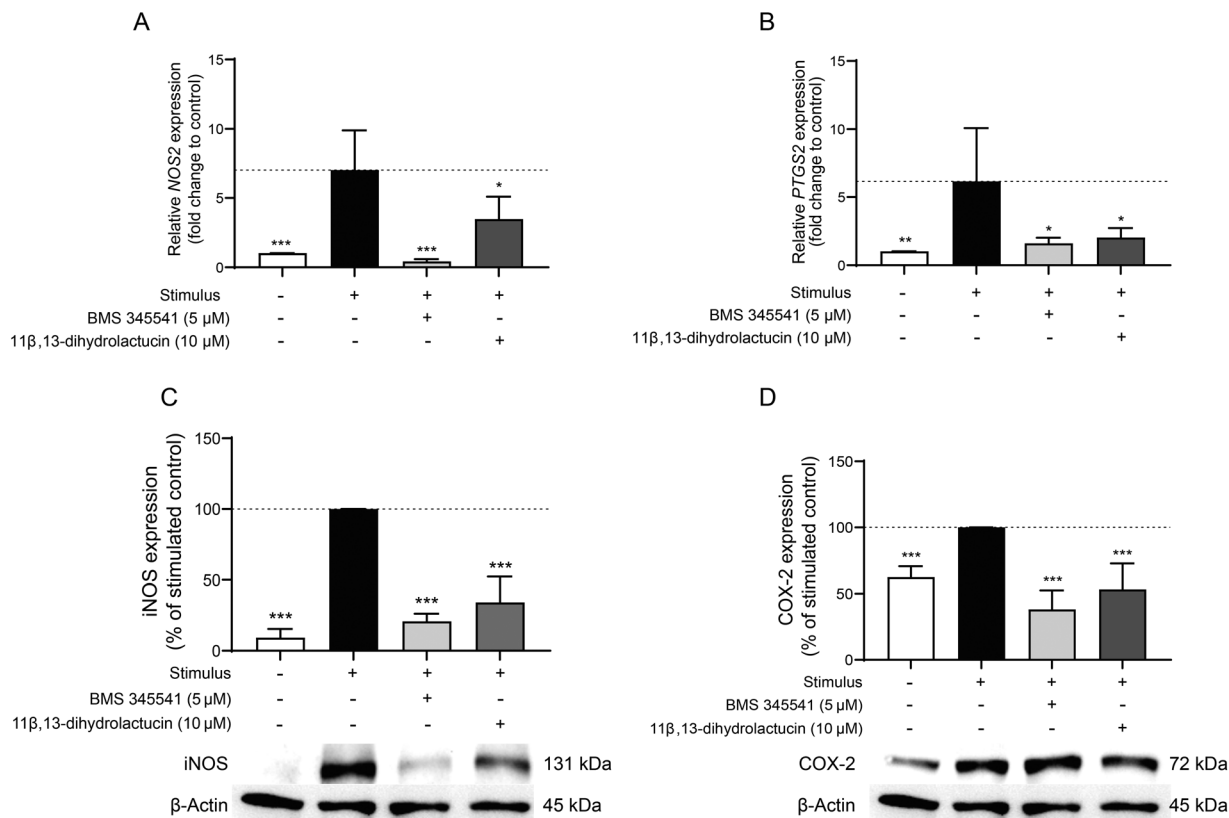 A
Relative NOS2 expression
(fold change to control)
15
10
5
0
***
***
*
Stimulus - + + +
BMS 345541 (5 µM) - - + -
11β,13-dihydrolactucin (10 µM) - - - +
B
Relative PTGS2 expression
(fold change to control)
15
10
5
0
**
*
*
Stimulus - + + +
BMS 345541 (5 µM) - - + -
11β,13-dihydrolactucin (10 µM) - - - +
C
iNOS expression
(% of stimulated control)
150
100
50
0
***
***
***
Stimulus - + + +
BMS 345541 (5 µM) - - + -
11β,13-dihydrolactucin (10 µM) - - - +
iNOS 131 kDa
β-Actin 45 kDa
D
COX-2 expression
(% of stimulated control)
150
100
50
0
***
***
***
Stimulus - + + +
BMS 345541 (5 µM) - - + -
11β,13-dihydrolactucin (10 µM) - - - +
COX-2 72 kDa
β-Actin 45 kDa